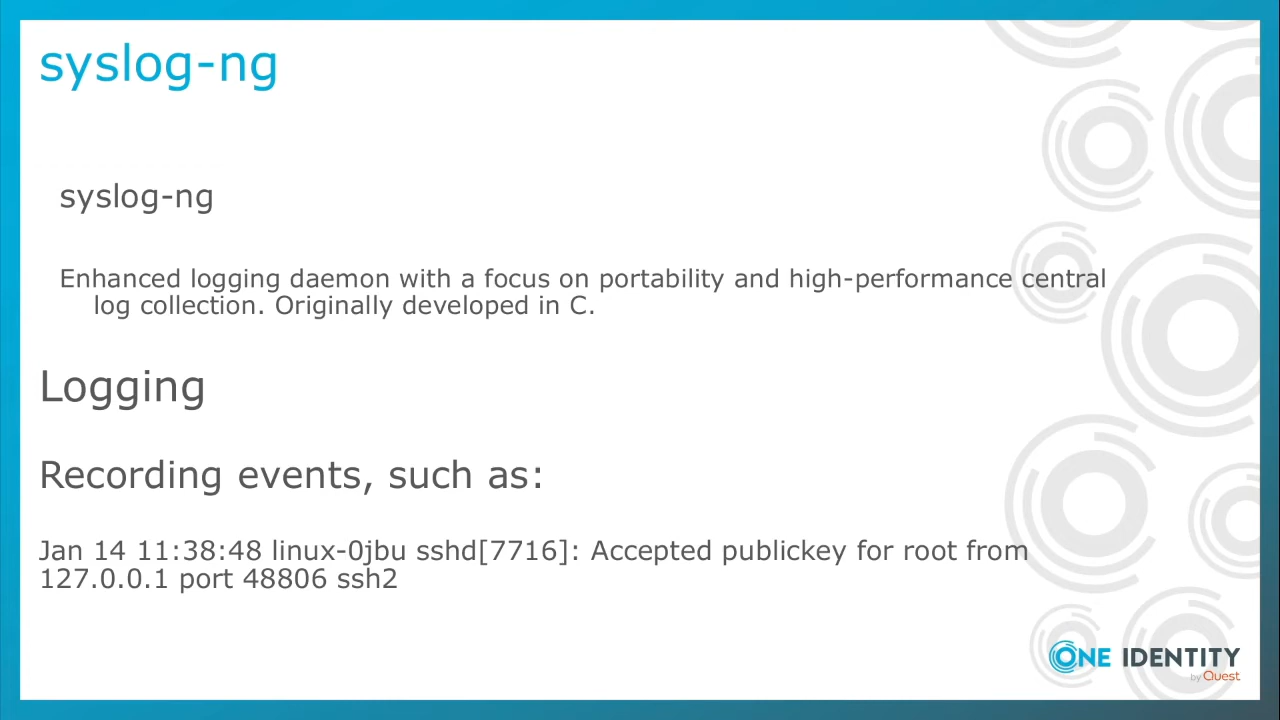 syslog-ng
syslog-ng
Enhanced logging daemon with a focus on portability and high-performance central
log collection. Originally developed in C.
Logging
Recording events, such as:
Jan 14 11:38:48 linux-0jbu sshd[7716]: Accepted publickey for root from
127.0.0.1 port 48806 ssh2
ONE IDENTITY
by Quest